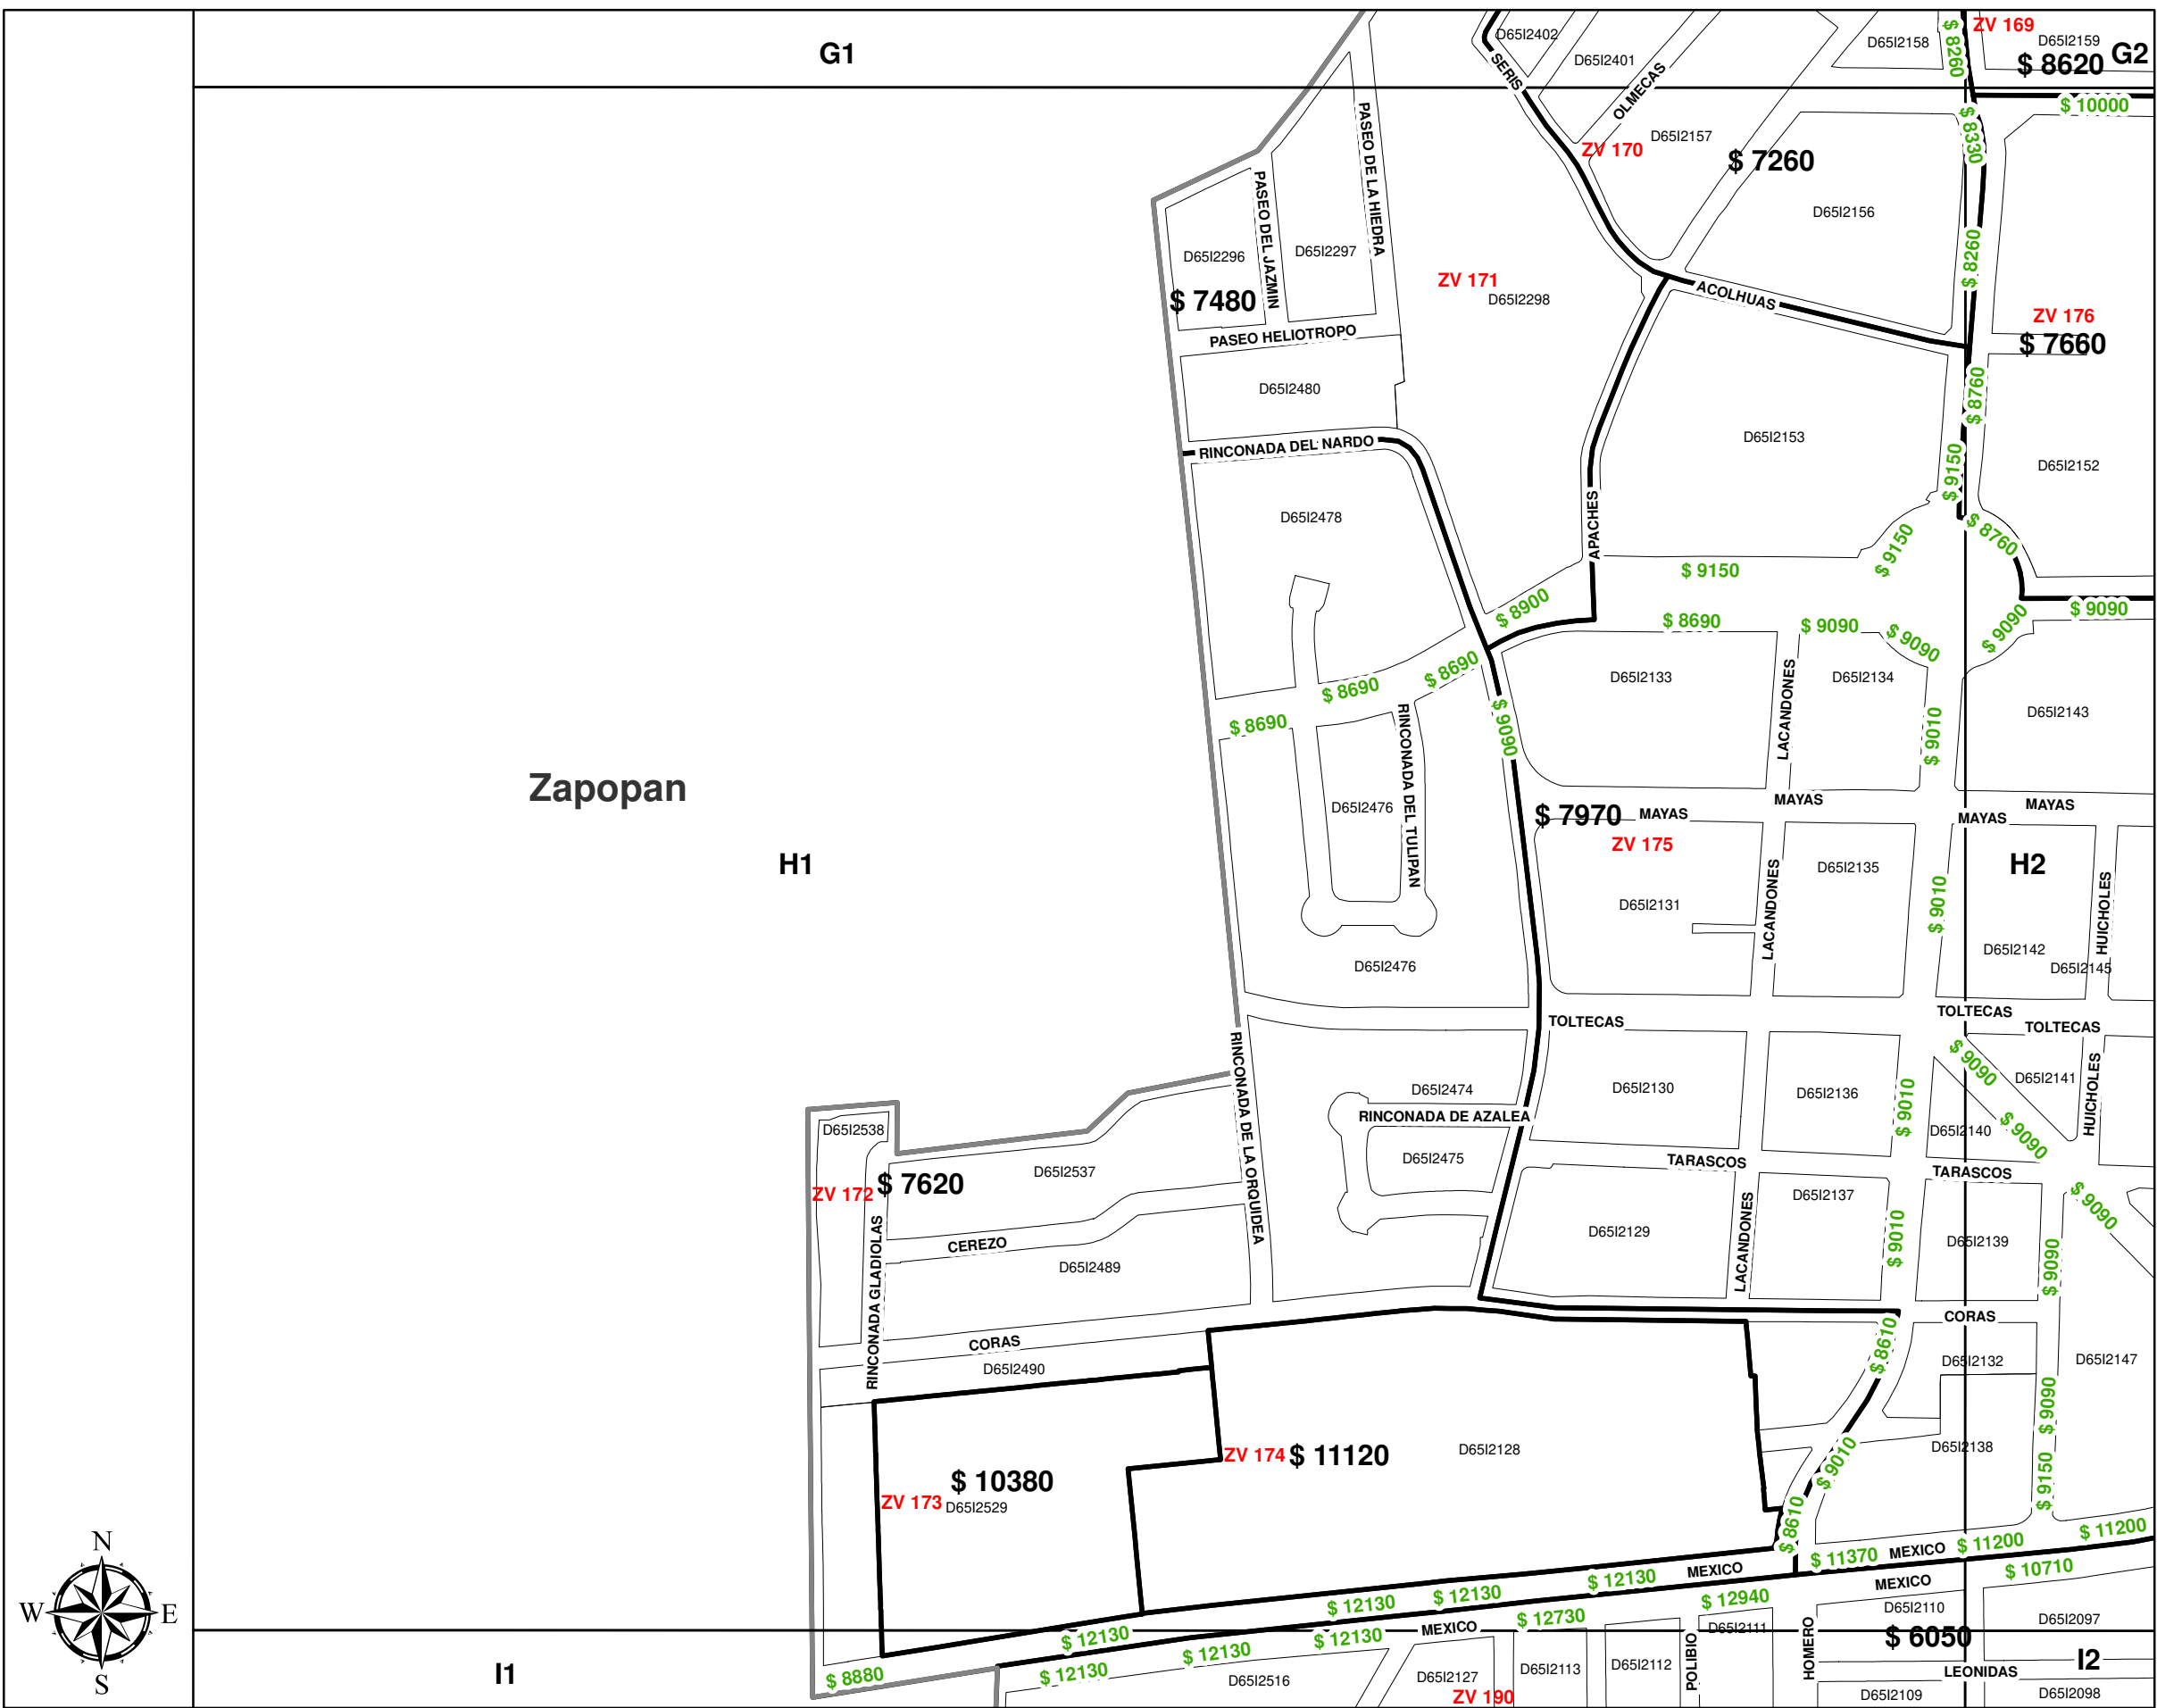 G1
D65I2402
D65I2401
D65I2158
$ 8260
ZV 169
D65I2159
$ 8620
G2
SERIS
OLMECAS
$ 10000
PASEO DE LA HIEDRA
ZV 170
D65I2157
$ 7260
$ 8330
PASEO DEL JAZMIN
D65I2156
D65I2296
D65I2297
$ 7480
ZV 171
D65I2298
ACOLHUAS
$ 8260
ZV 176
$ 7660
PASEO HELIOTROPO
D65I2480
$ 8760
D65I2153
RINCONADA DEL NARDO
$ 9150
D65I2152
D65I2478
APACHES
$ 9150
$ 9150
$ 8760
$ 8900
$ 8690
$ 9090
$ 9090
$ 9090
$ 9090
D65I2133
LACANDONES
D65I2134
$ 8690
$ 8690
$ 8690
$ 9090
$ 9010
D65I2143
RINCONADA DEL TULIPAN
Zapopan
D65I2476
$ 7970
MAYAS
MAYAS
MAYAS
MAYAS
ZV 175
H1
H2
D65I2135
D65I2131
LACANDONES
$ 9010
HUICHOLES
D65I2142
D65I2145
D65I2476
TOLTECAS
TOLTECAS
TOLTECAS
RINCONADA DE LA ORQUIDEA
$ 9090
D65I2474
D65I2130
D65I2136
$ 9010
D65I2141
HUICHOLES
RINCONADA DE AZALEA
D65I2538
D65I2140
$ 9090
D65I2475
TARASCOS
TARASCOS
D65I2537
ZV 172
$ 7620
D65I2137
$ 9090
D65I2129
LACANDONES
$ 9010
D65I2139
$ 9090
CEREZO
D65I2489
RINCONADA GLADIOLAS
CORAS
CORAS
$ 8610
D65I2490
D65I2132
D65I2147
$ 9090
ZV 174
$ 11120
D65I2128
$ 9010
D65I2138
$ 10380
ZV 173
D65I2529
$ 9150
$ 8610
N
W
E
S
$ 11200
$ 11200
MEXICO
$ 11370
MEXICO
$ 10710
$ 12130
$ 12130
$ 12130
MEXICO
$ 12940
$ 12730
MEXICO
D65I2110
D65I2097
D65I2111
$ 6050
$ 12130
$ 12130
$ 12130
$ 12130
$ 8880
I1
D65I2516
D65I2127
D65I2113
D65I2112
POLIBIO
HOMERO
LEONIDAS
I2
ZV 190
D65I2109
D65I2098